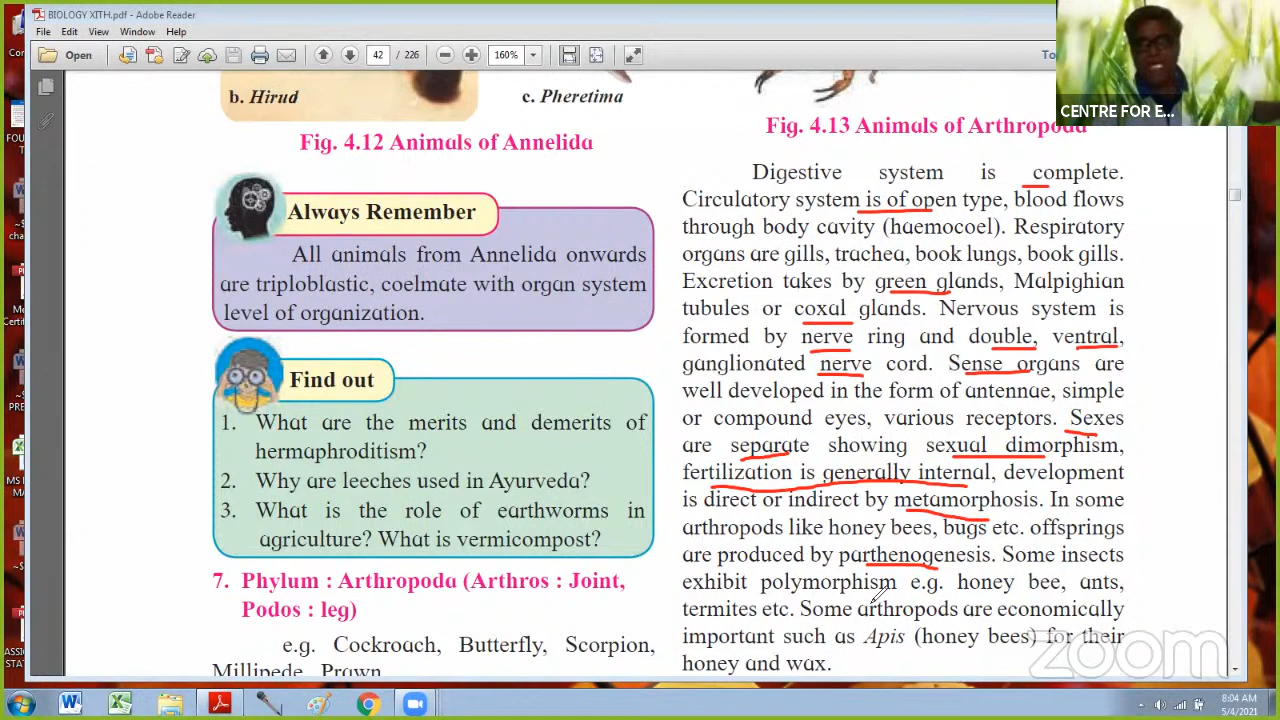 BIOLOGY XITH.pdf - Adobe Reader
File Edit View Window Help
Open 42 / 226 160%
CENTRE FOR E...
b. Hirud
c. Pheretima
Fig. 4.12 Animals of Annelida
Always Remember
All animals from Annelida onwards
are triploblastic, coelmate with organ system
level of organization.
Find out
1. What are the merits and demerits of
hermaphroditism?
2. Why are leeches used in Ayurveda?
3. What is the role of earthworms in
agriculture? What is vermicompost?
7. Phylum : Arthropoda (Arthros : Joint,
Podos : leg)
e.g. Cockroach, Butterfly, Scorpion,
Millipede, Prawn
Fig. 4.13 Animals of Arthropoda
Digestive system is complete.
Circulatory system is of open type, blood flows
through body cavity (haemocoel). Respiratory
organs are gills, trachea, book lungs, book gills.
Excretion takes by green glands, Malpighian
tubules or coxal glands. Nervous system is
formed by nerve ring and double, ventral,
ganglionated nerve cord. Sense organs are
well developed in the form of antennae, simple
or compound eyes, various receptors. Sexes
are separate showing sexual dimorphism,
fertilization is generally internal, development
is direct or indirect by metamorphosis. In some
arthropods like honey bees, bugs etc. offsprings
are produced by parthenogenesis. Some insects
exhibit polymorphism e.g. honey bee, ants,
termites etc. Some arthropods are economically
important such as Apis (honey bees) for their
honey and wax.
zoom
8:04 AM
5/4/2021